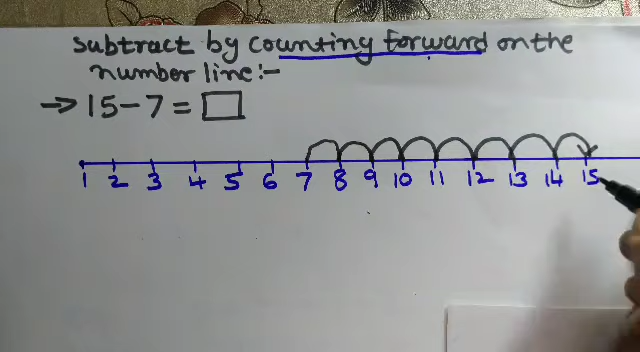 Subtract by counting forward on the
number line:-
→ 15-7 = □
1 2 3 4 5 6 7 8 9 10 11 12 13 14 15